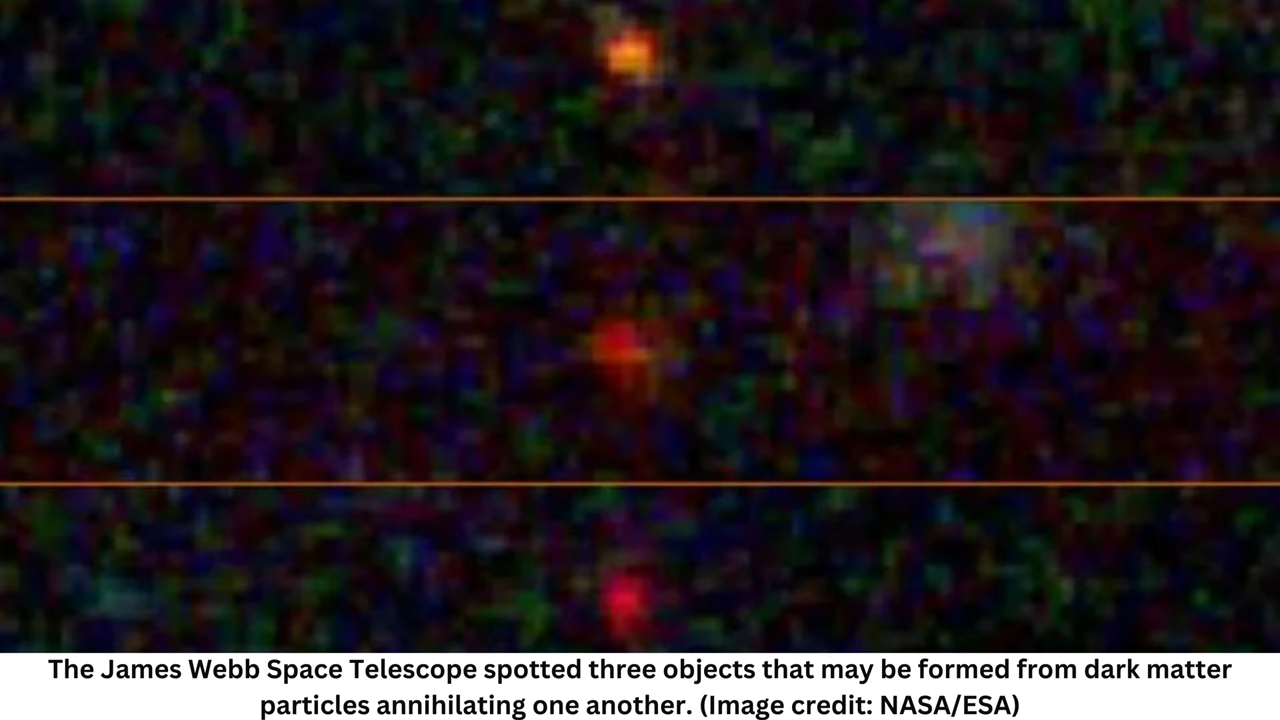 The James Webb Space Telescope spotted three objects that may be formed from dark matter
particles annihilating one another. (Image credit: NASA/ESA)